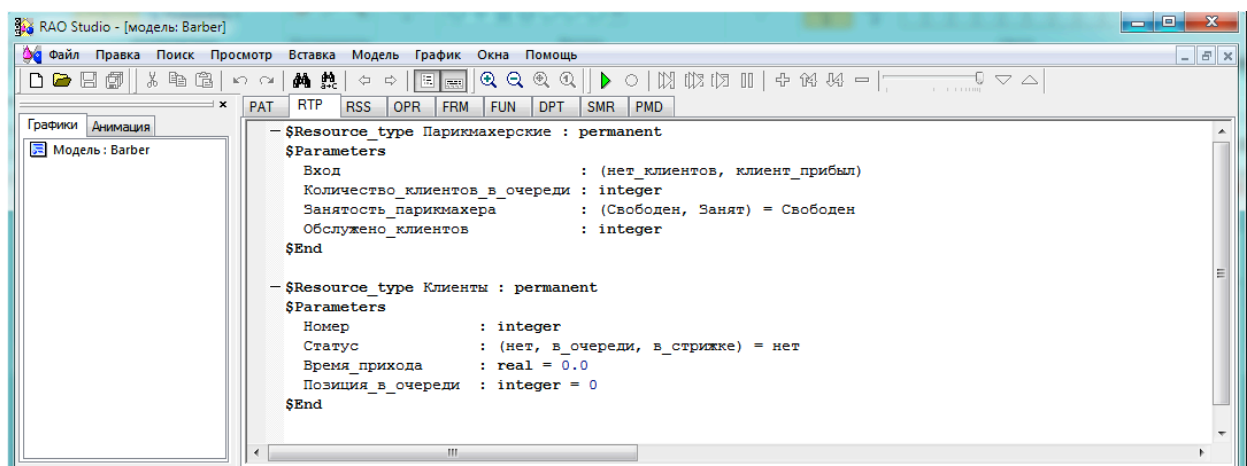 RAO Studio - [модель: Barber]
Файл Правка Поиск Просмотр Вставка Модель График Окна Помощь
PAT RTP RSS OPR FRM FUN DPT SMR PMD
Графики Анимация
Модель : Barber
$Resource_type Парикмахерские : permanent
$Parameters
Вход : (нет_клиентов, клиент_прибыл)
Количество_клиентов_в_очереди : integer
Занятость_парикмахера : (Свободен, Занят) = Свободен
Обслужено_клиентов : integer
$End
$Resource_type Клиенты : permanent
$Parameters
Номер : integer
Статус : (нет, в_очереди, в_стрижке) = нет
Время_прихода : real = 0.0
Позиция_в_очереди : integer = 0
$End